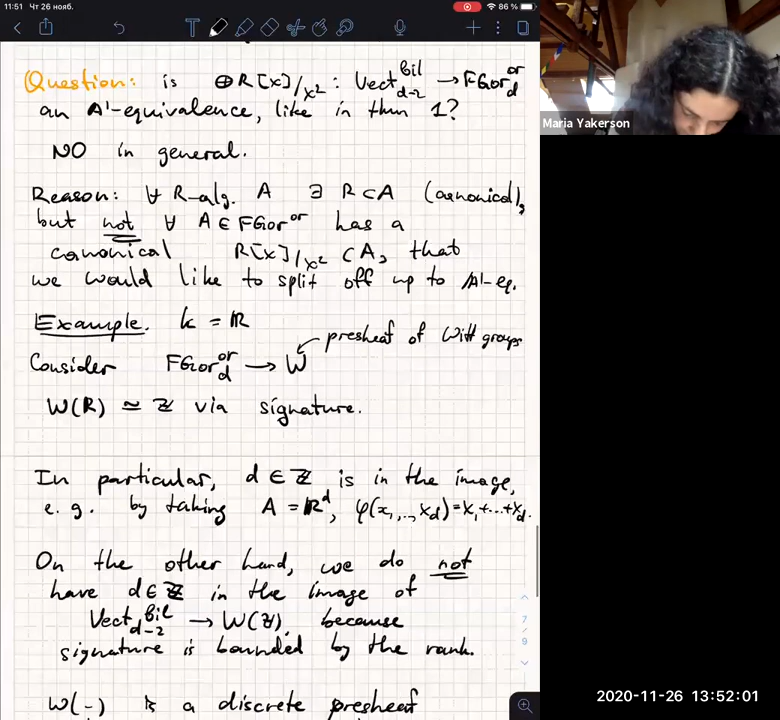 11:51 Чт 26 нояб.
86 %
Question: is ⊕R[x]/x² : Vect^{bil}_{d-2} → FGor^{or}_d
an A¹-equivalence, like in thm 1?
NO in general.
Reason: ∀ R-alg. A ∃ R⊂A (canonical),
but not ∀ A∈FGor^{or} has a
canonical R[x]/x² ⊂A, that
we would like to split off up to A¹-eq.
Example. k = ℝ
presheaf of Witt groups
Consider FGor^{or}_d → W
W(ℝ) ≃ ℤ via signature.
In particular, d∈ℤ is in the image,
e. g. by taking A = ℝ^d, φ(x₁,..,x_d)=x₁+...+x_d.
On the other hand, we do not
have d∈ℤ in the image of
Vect^{bil}_{d-2} → W(ℤ), because
signature is bounded by the rank.
W(-) is a discrete presheaf
7
9
Maria Yakerson
2020-11-26 13:52:01